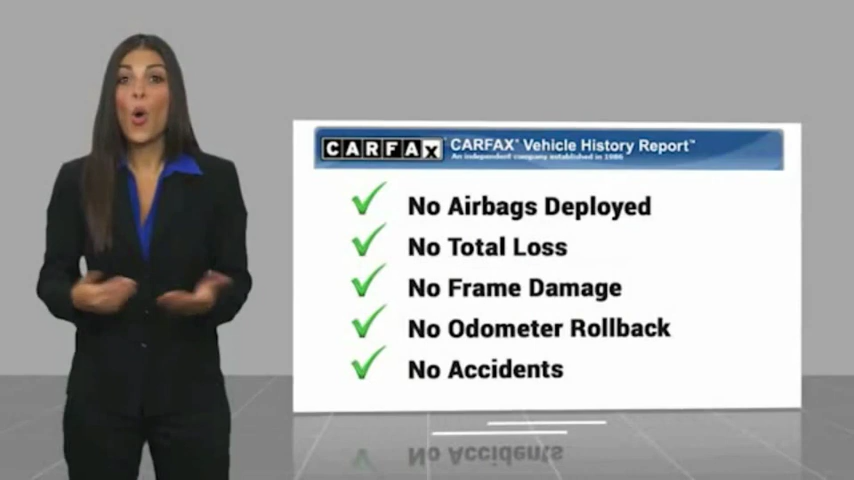 CARFAX CARFAX® Vehicle History Report™
An independent company established in 1986
No Airbags Deployed
No Total Loss
No Frame Damage
No Odometer Rollback
No Accidents
No Accidents